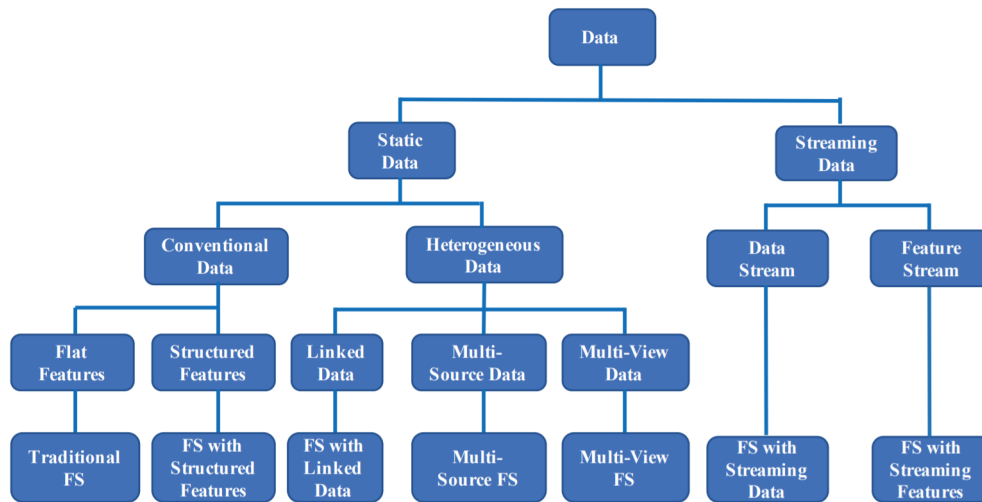 Data
Static
Data
Streaming
Data
Conventional
Data
Heterogeneous
Data
Data
Stream
Feature
Stream
Flat
Features
Structured
Features
Linked
Data
Multi-
Source Data
Multi-View
Data
Traditional
FS
FS with
Structured
Features
FS with
Linked
Data
Multi-
Source FS
Multi-View
FS
FS with
Streaming
Data
FS with
Streaming
Features